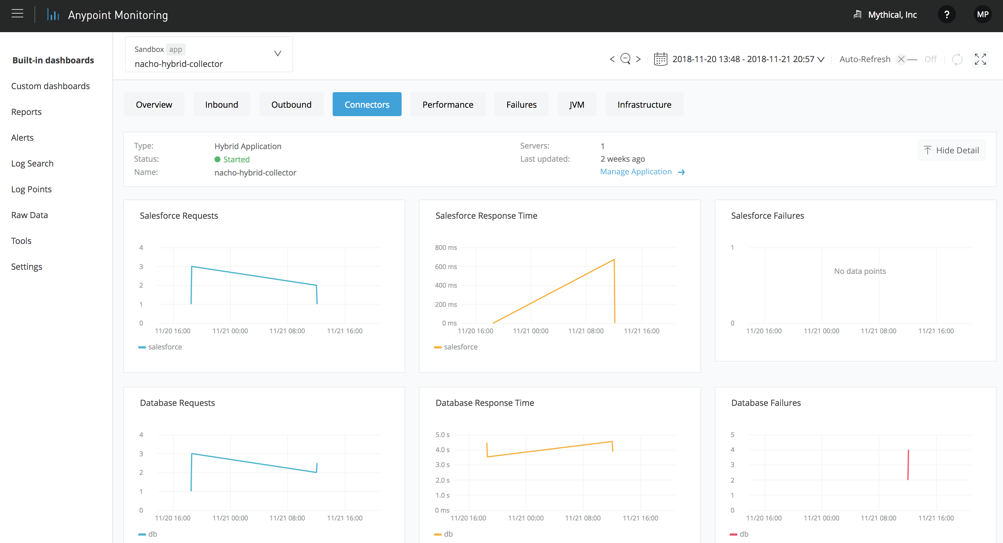 Anypoint Monitoring
Mythical, Inc
?
MP
Built-in dashboards
Custom dashboards
Reports
Alerts
Log Search
Log Points
Raw Data
Tools
Settings
Sandbox app
nacho-hybrid-collector
2018-11-20 13:48 - 2018-11-21 20:57
Auto-Refresh
Off
Overview
Inbound
Outbound
Connectors
Performance
Failures
JVM
Infrastructure
Type: Hybrid Application
Status: Started
Name: nacho-hybrid-collector
Servers: 1
Last updated: 2 weeks ago
Manage Application
Hide Detail
Salesforce Requests
4
3
2
1
0
11/20 16:00 11/21 00:00 11/21 08:00 11/21 16:00
salesforce
Salesforce Response Time
800 ms
600 ms
400 ms
200 ms
0 ms
11/20 16:00 11/21 00:00 11/21 08:00 11/21 16:00
salesforce
Salesforce Failures
1
No data points
0
11/20 16:00 11/21 00:00 11/21 08:00 11/21 16:00
Database Requests
4
3
2
1
0
11/20 16:00 11/21 00:00 11/21 08:00 11/21 16:00
db
Database Response Time
5.0 s
4.0 s
3.0 s
2.0 s
1.0 s
0 ms
11/20 16:00 11/21 00:00 11/21 08:00 11/21 16:00
db
Database Failures
5
4
3
2
1
0
11/20 16:00 11/21 00:00 11/21 08:00 11/21 16:00
db